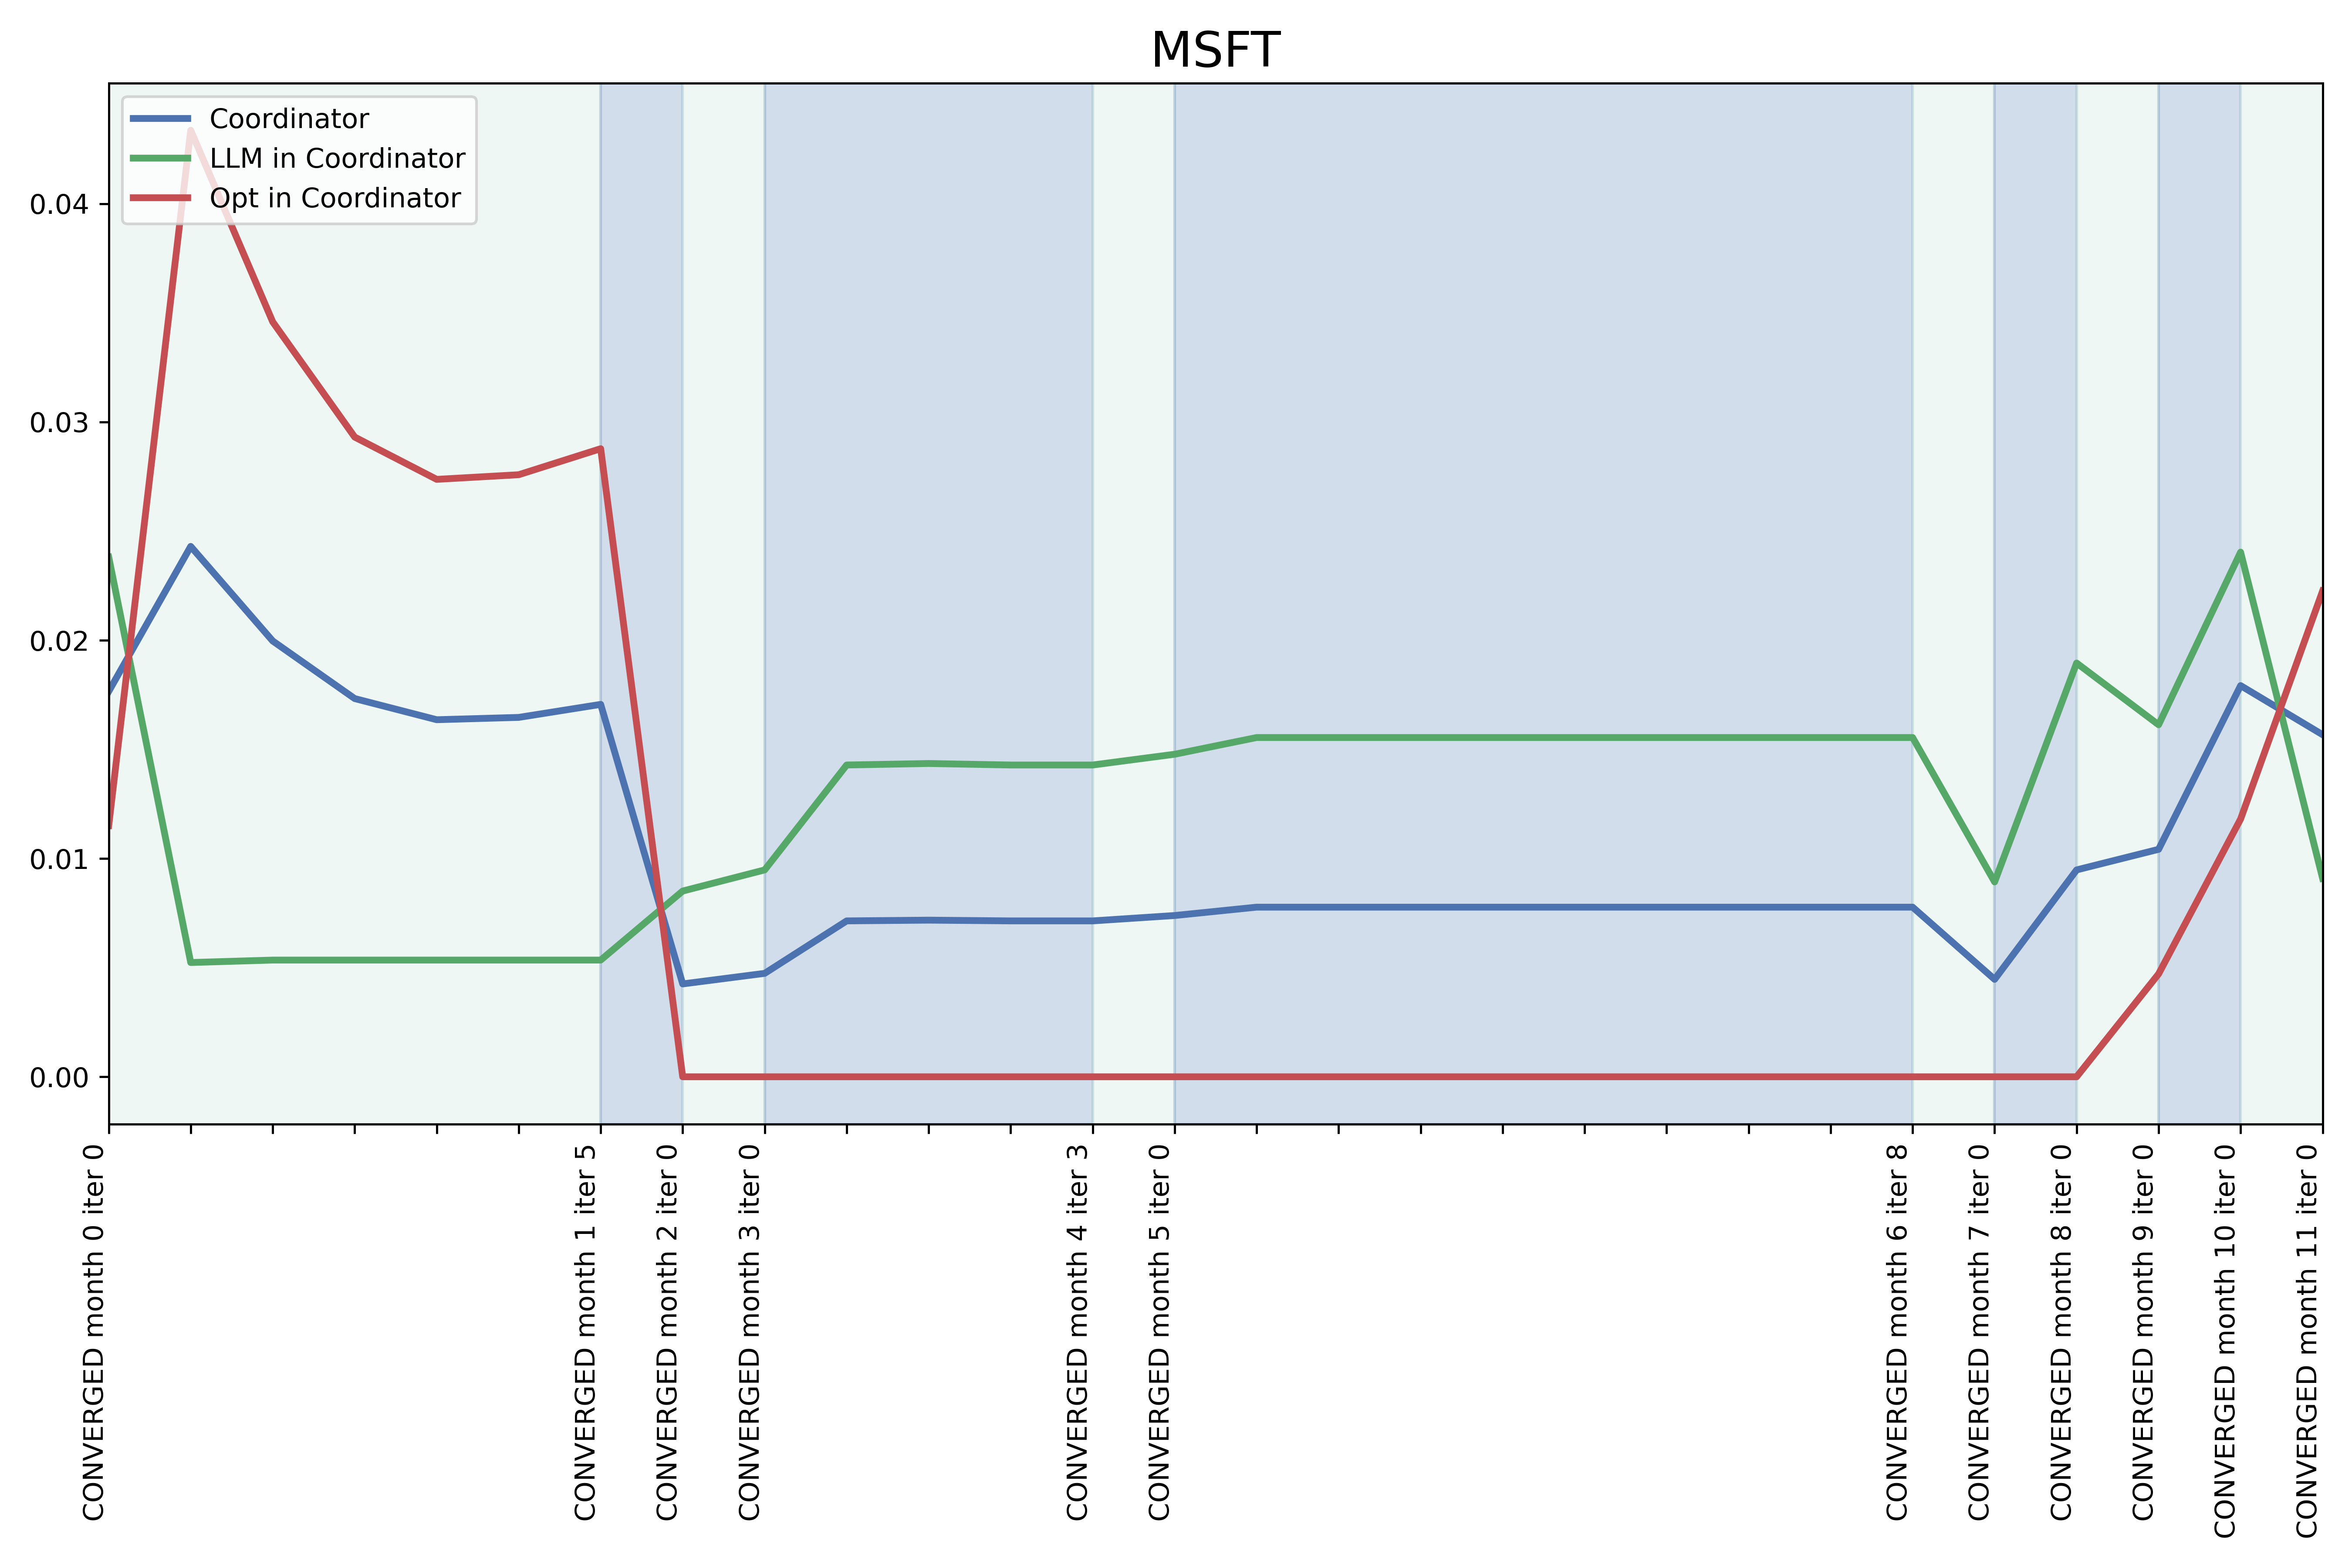 MSFT
Coordinator
LLM in Coordinator
Opt in Coordinator
0.04
0.03
0.02
0.01
0.00
CONVERGED month 0 iter 0
CONVERGED month 1 iter 5
CONVERGED month 2 iter 0
CONVERGED month 3 iter 0
CONVERGED month 4 iter 3
CONVERGED month 5 iter 0
CONVERGED month 6 iter 8
CONVERGED month 7 iter 0
CONVERGED month 8 iter 0
CONVERGED month 9 iter 0
CONVERGED month 10 iter 0
CONVERGED month 11 iter 0